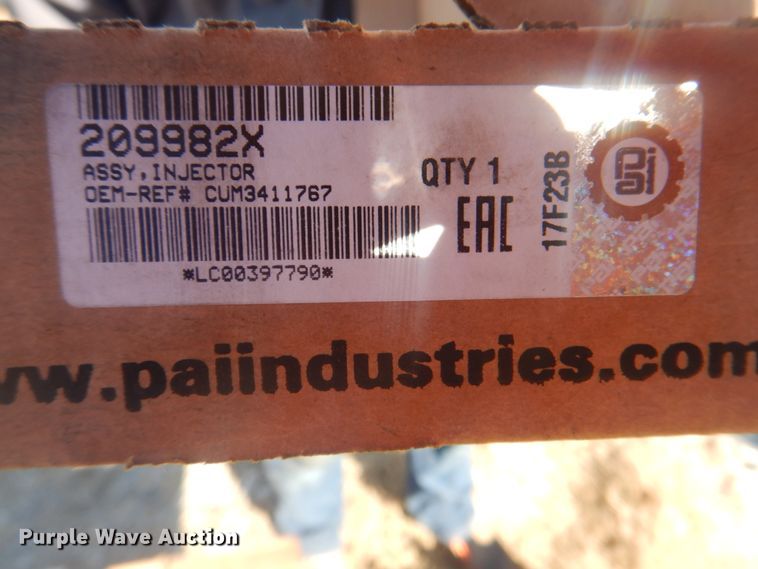 209982X
ASSY,INJECTOR
OEM-REF# CUM3411767
*LC00397790*
QTY 1
EAC
17F23B
www.paiindustries.com
Purple Wave Auction